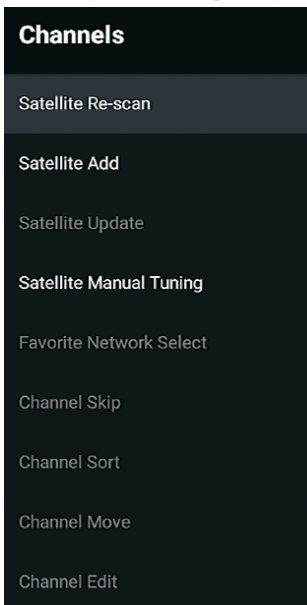 Channels
Satellite Re-scan
Satellite Add
Satellite Update
Satellite Manual Tuning
Favorite Network Select
Channel Skip
Channel Sort
Channel Move
Channel Edit